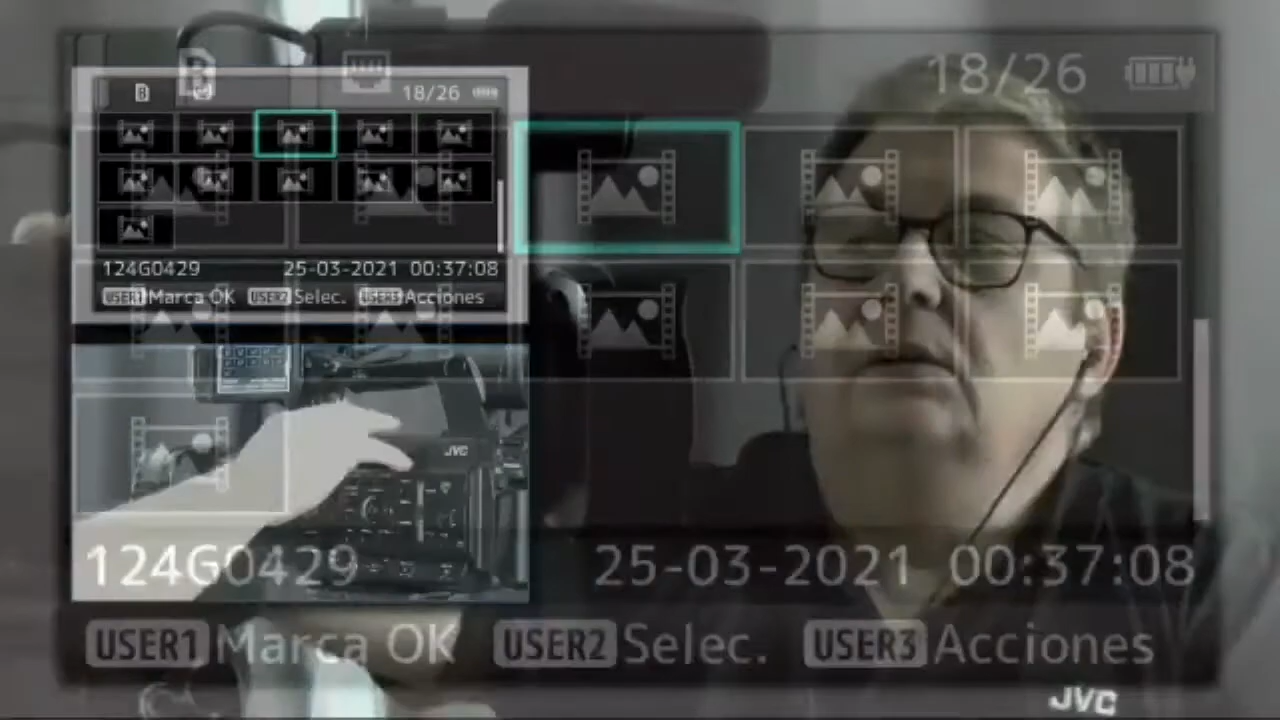 B
18/26
124G0429 25-03-2021 00:37:08
USER1 Marca OK USER2 Selec. USER3 Acciones
JVC
B
18/26
124G0429 25-03-2021 00:37:08
USER1 Marca OK USER2 Selec. USER3 Acciones
JVC